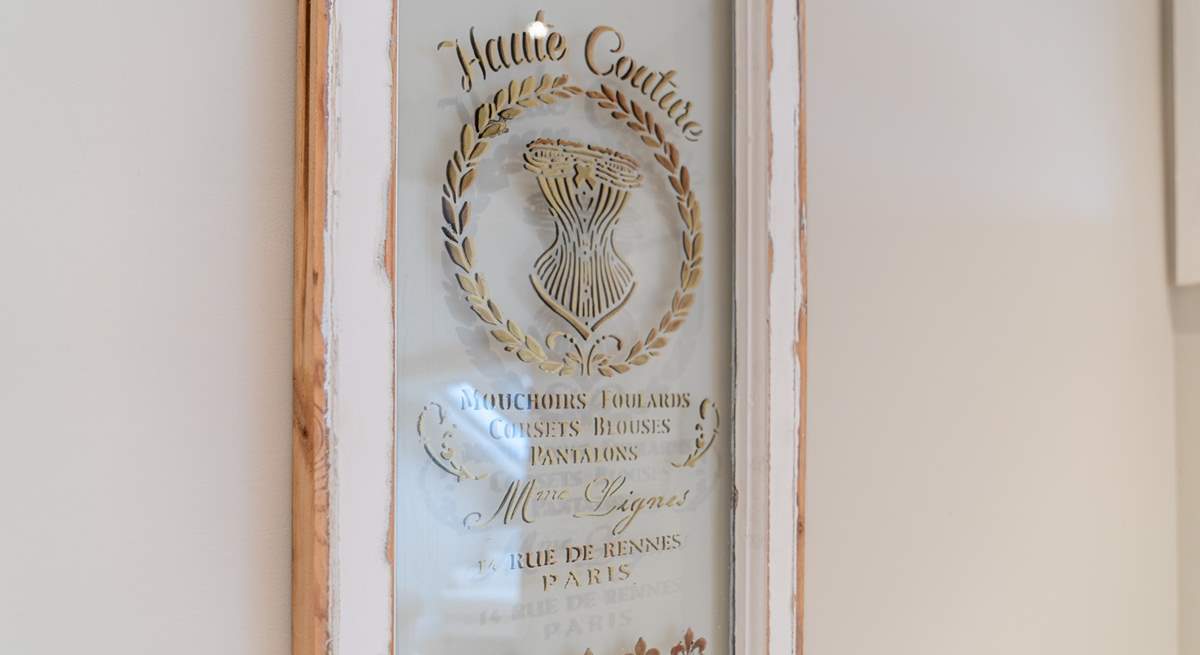 Haute Couture
MOUCHOIRS FOULARDS
CORSETS BLOUSES
PANTALONS
Mme Lignes
14 RUE DE RENNES
PARIS